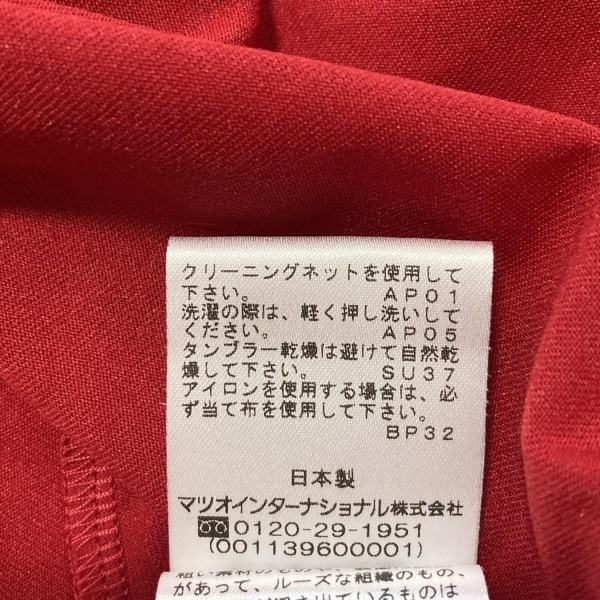 クリーニングネットを使用して
下さい。 AP01
洗濯の際は、軽く押し洗いして
ください。 AP05
タンブラー乾燥は避けて自然乾
燥して下さい。 SU37
アイロンを使用する場合は、必
ず当て布を使用して下さい。
BP32
日本製
マツオインターナショナル株式会社
0120-29-1951
(001139600001)
があって、ルーズな組織のもの、